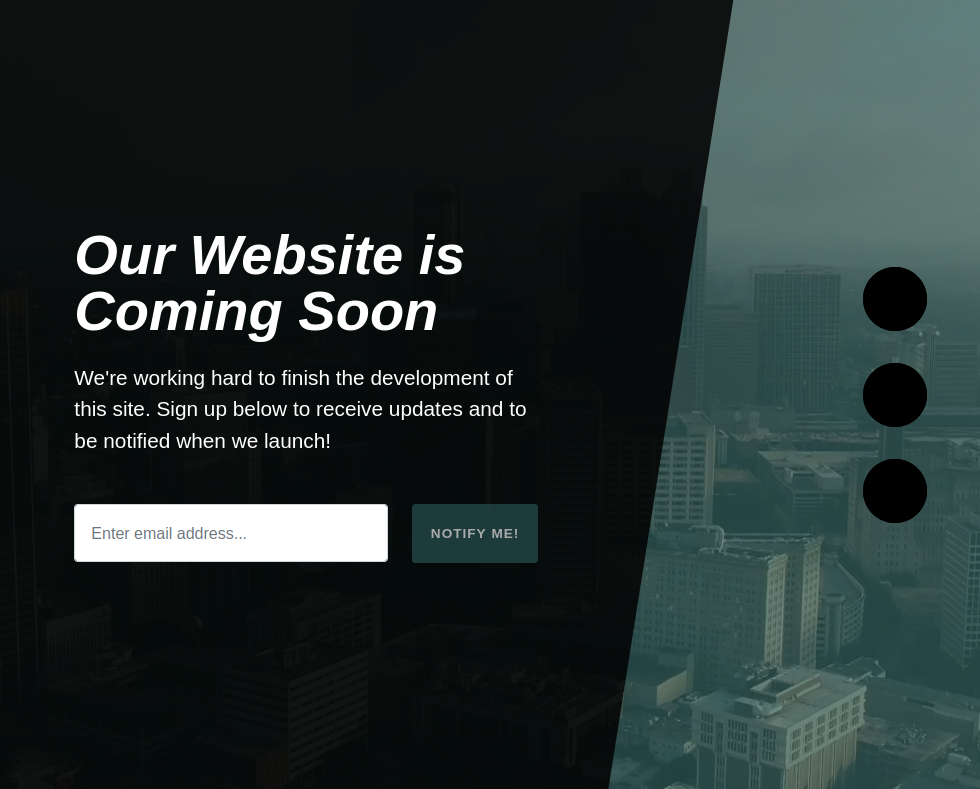 Our Website is
Coming Soon
We're working hard to finish the development of
this site. Sign up below to receive updates and to
be notified when we launch!
Enter email address...
NOTIFY ME!